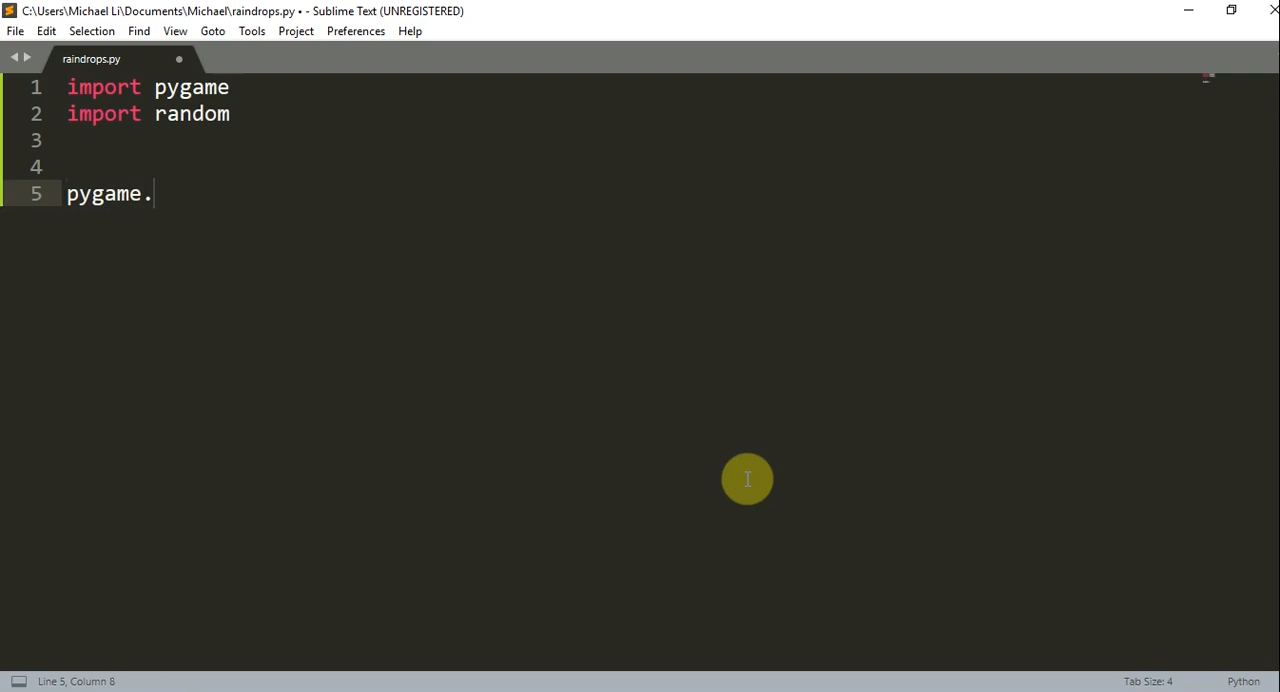 C:\Users\Michael Li\Documents\Michael\raindrops.py • - Sublime Text (UNREGISTERED)
File Edit Selection Find View Goto Tools Project Preferences Help
raindrops.py
1 import pygame
2 import random
3
4
5 pygame.
Line 5, Column 8 Tab Size: 4 Python